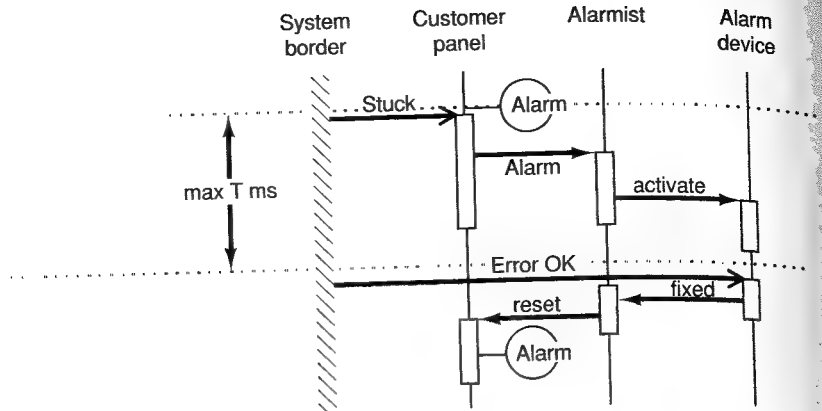 System
border
Customer
panel
Alarmist
Alarm
device
Stuck
Alarm
Alarm
activate
max T ms
Error OK
fixed
reset
Alarm